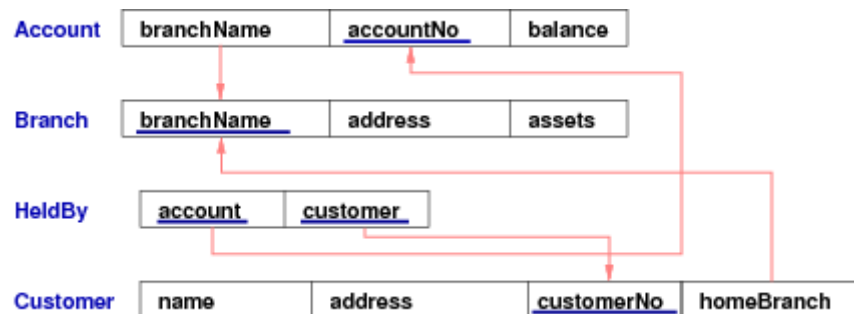 Account branchName accountNo balance
Branch branchName address assets
HeldBy account customer
Customer name address customerNo homeBranch